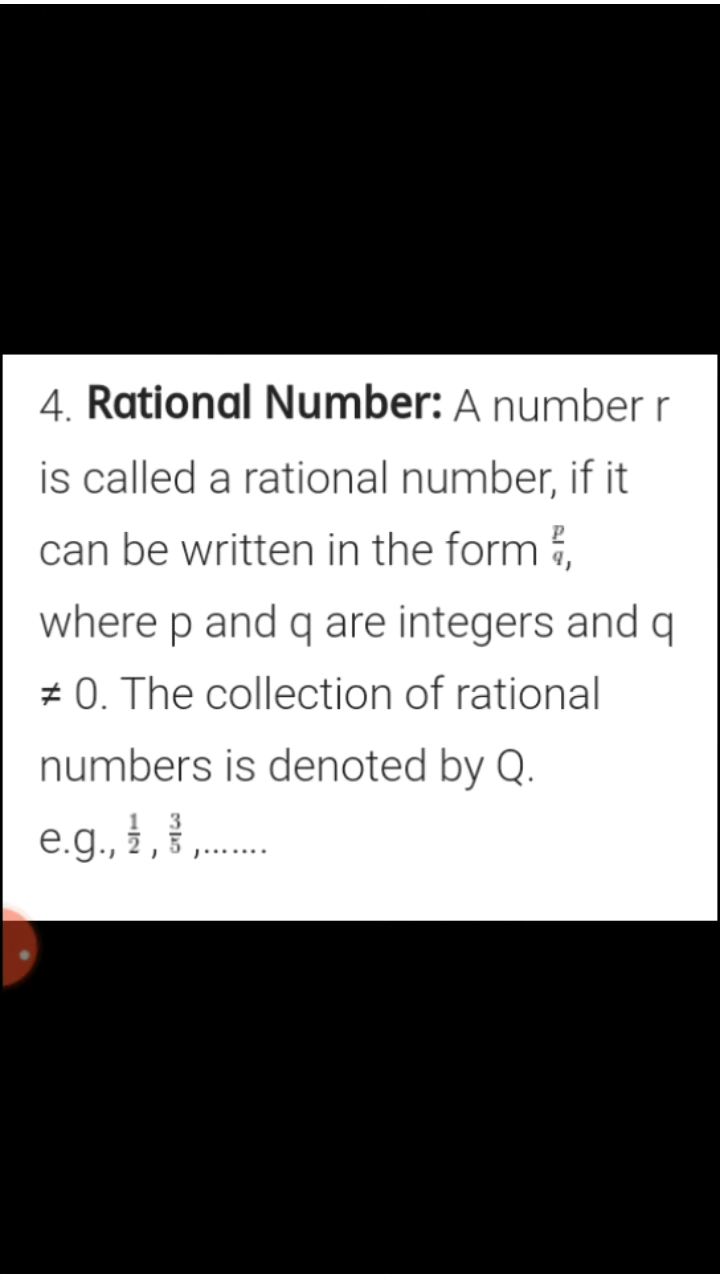 4. Rational Number: A number r
is called a rational number, if it
can be written in the form p/q,
where p and q are integers and q
≠ 0. The collection of rational
numbers is denoted by Q.
e.g., 1/2 , 3/5 ,.......